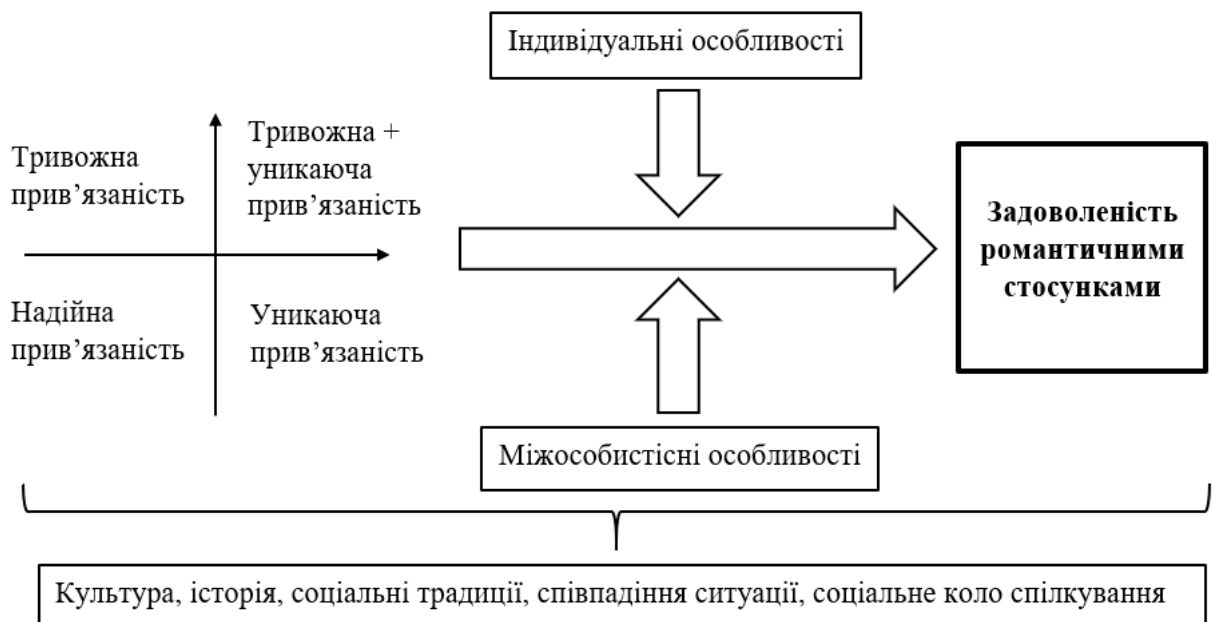 Індивідуальні особливості
Тривожна
прив’язаність
Тривожна +
уникаюча
прив’язаність
Надійна
прив’язаність
Уникаюча
прив’язаність
Задоволеність
романтичними
стосунками
Міжособистісні особливості
Культура, історія, соціальні традиції, співпадіння ситуації, соціальне коло спілкування